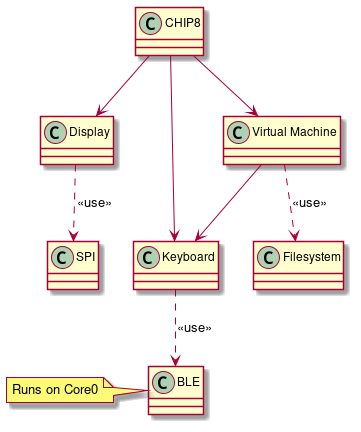 C CHIP8
C Display
C Virtual Machine
«use»
«use»
C SPI
C Keyboard
C Filesystem
«use»
Runs on Core0
C BLE